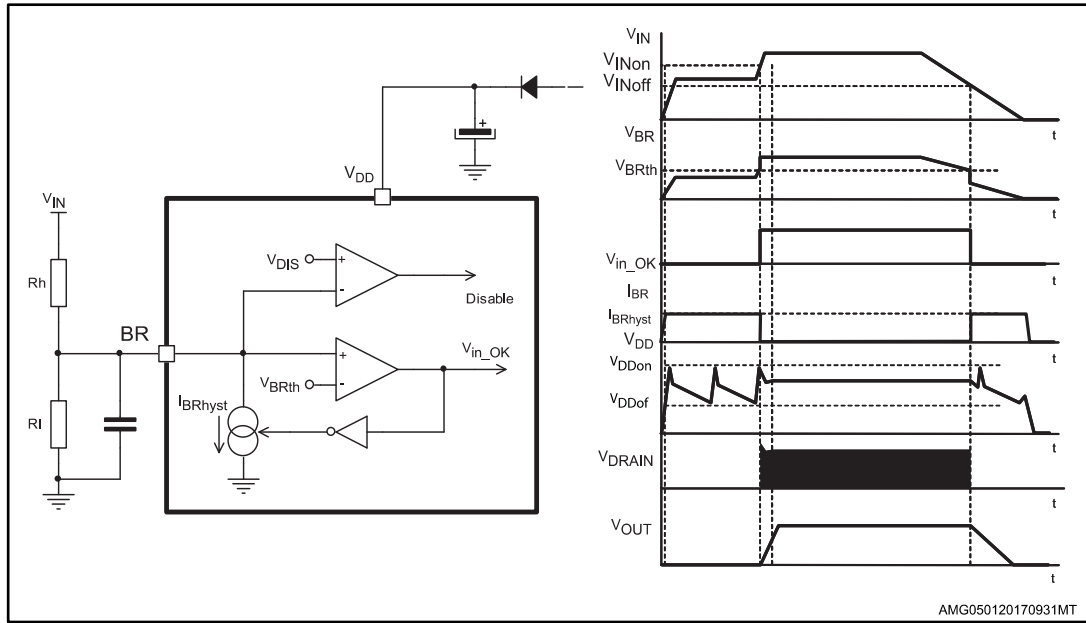 VDD
VIN
Rh
VDIS
+
-
Disable
BR
+
Vin_OK
VBRth
-
IBRhyst
Rl
+
VIN
VINon
VINoff
t
VBR
VBRth
t
Vin_OK
t
IBR
IBRhyst
t
VDD
VDDon
VDDof
t
VDRAIN
t
VOUT
t
AMG050120170931MT